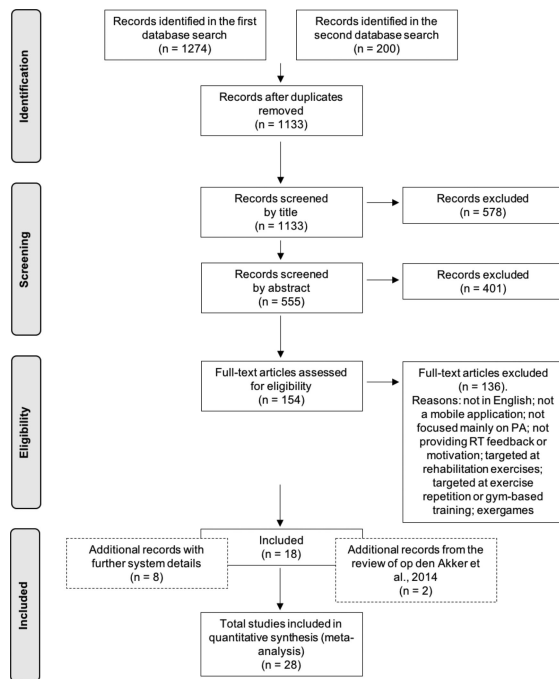 Identification
Records identified in the first
database search
(n = 1274)
Records identified in the
second database search
(n = 200)
Records after duplicates
removed
(n = 1133)
Screening
Records screened
by title
(n = 1133)
Records excluded
(n = 578)
Records screened
by abstract
(n = 555)
Records excluded
(n = 401)
Eligibility
Full-text articles assessed
for eligibility
(n = 154)
Full-text articles excluded
(n = 136).
Reasons: not in English; not
a mobile application; not
focused mainly on PA; not
providing RT feedback or
motivation; targeted at
rehabilitation exercises;
targeted at exercise
repetition or gym-based
training; exergames
Included
Included
(n = 18)
Additional records with
further system details
(n = 8)
Additional records from the
review of op den Akker et
al., 2014
(n = 2)
Total studies included in
quantitative synthesis (meta-
analysis)
(n = 28)